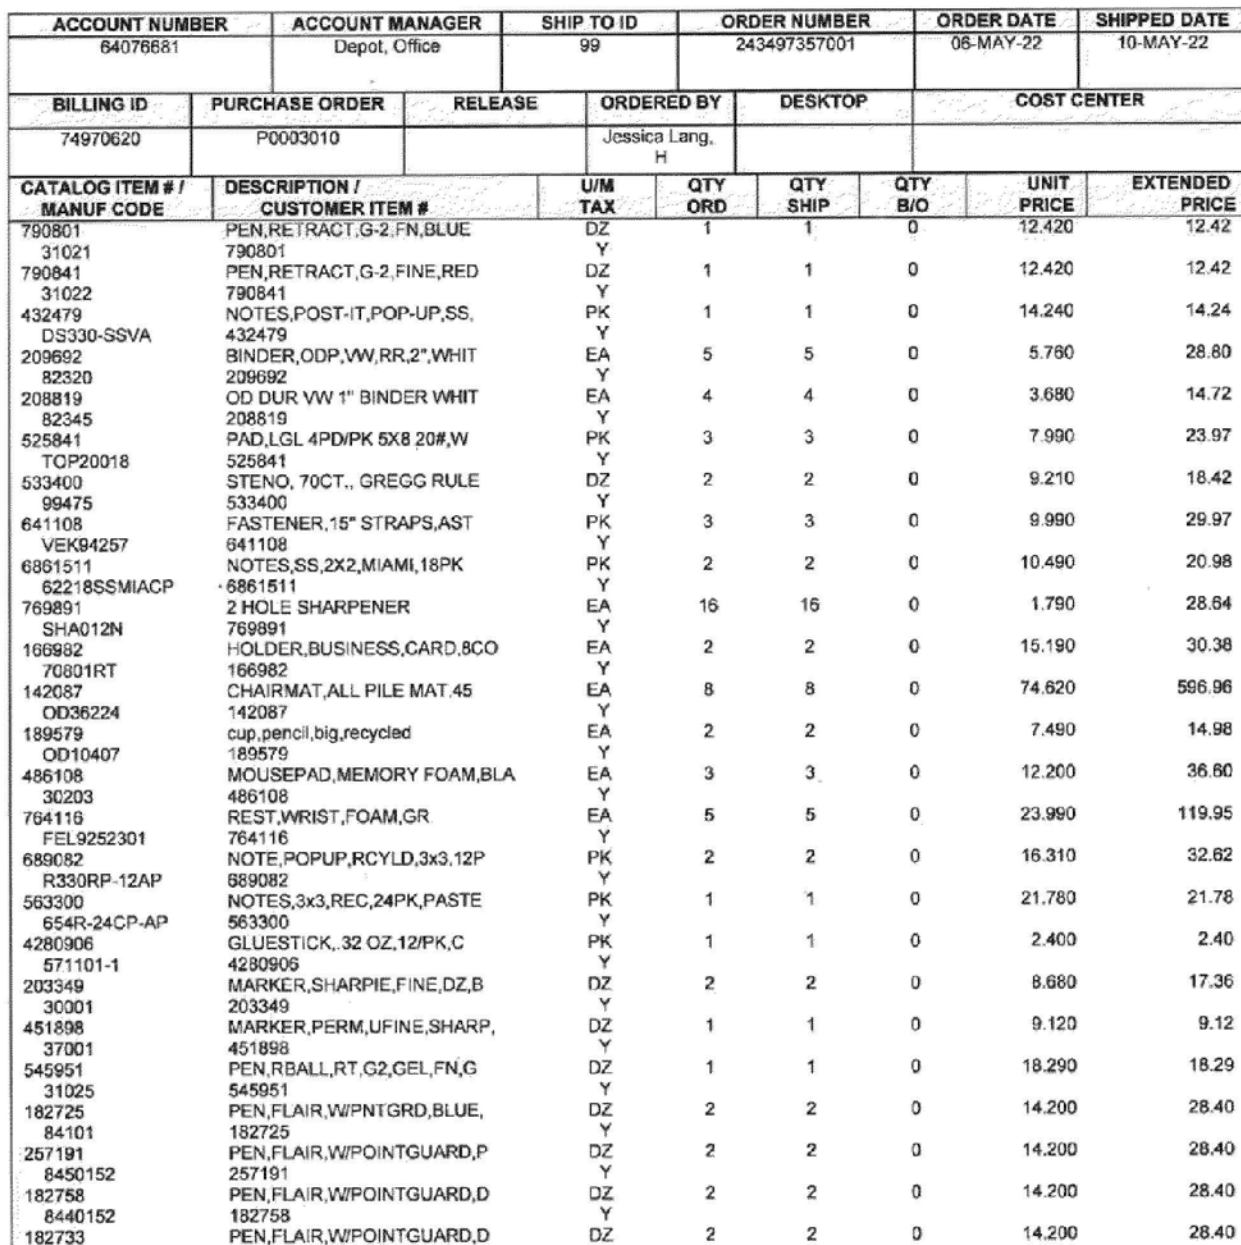 ACCOUNT NUMBER ACCOUNT MANAGER SHIP TO ID ORDER NUMBER ORDER DATE SHIPPED DATE
64076681 Depot, Office 99 243497357001 06-MAY-22 10-MAY-22
BILLING ID PURCHASE ORDER RELEASE ORDERED BY DESKTOP COST CENTER
74970620 P0003010 Jessica Lang,
H
CATALOG ITEM # / DESCRIPTION / U/M QTY QTY QTY UNIT EXTENDED
MANUF CODE CUSTOMER ITEM # TAX ORD SHIP B/O PRICE PRICE
790801 PEN,RETRACT,G-2,FN,BLUE DZ 1 1 0 12.420 12.42
31021 790801 Y
790841 PEN,RETRACT,G-2,FINE,RED DZ 1 1 0 12.420 12.42
31022 790841 Y
432479 NOTES,POST-IT,POP-UP,SS, PK 1 1 0 14.240 14.24
DS330-SSVA 432479 Y
209692 BINDER,ODP,VW,RR,2",WHIT EA 5 5 0 5.760 28.80
82320 209692 Y
208819 OD DUR VW 1" BINDER WHIT EA 4 4 0 3.680 14.72
82345 208819 Y
525841 PAD,LGL 4PD/PK 5X8 20#,W PK 3 3 0 7.990 23.97
TOP20018 525841 Y
533400 STENO, 70CT,, GREGG RULE DZ 2 2 0 9.210 18.42
99475 533400 Y
641108 FASTENER,15" STRAPS,AST PK 3 3 0 9.990 29.97
VEK94257 641108 Y
6861511 NOTES,SS,2X2,MIAMI,18PK PK 2 2 0 10.490 20.98
62218SSMIACP 6861511 Y
769891 2 HOLE SHARPENER EA 16 16 0 1.790 28.64
SHA012N 769891 Y
166982 HOLDER,BUSINESS,CARD,8CO EA 2 2 0 15.190 30.38
70801RT 166982 Y
142087 CHAIRMAT,ALL PILE MAT,45 EA 8 8 0 74.620 596.96
OD36224 142087 Y
189579 cup,pencil,big,recycled EA 2 2 0 7.490 14.98
OD10407 189579 Y
486108 MOUSEPAD,MEMORY FOAM,BLA EA 3 3 0 12.200 36.60
30203 486108 Y
764116 REST,WRIST,FOAM,GR EA 5 5 0 23.990 119.95
FEL9252301 764116 Y
689082 NOTE,POPUP,RCYLD,3x3,12P PK 2 2 0 16.310 32.62
R330RP-12AP 689082 Y
563300 NOTES,3x3,REC,24PK,PASTE PK 1 1 0 21.780 21.78
654R-24CP-AP 563300 Y
4280906 GLUESTICK,.32 OZ,12/PK,C PK 1 1 0 2.400 2.40
571101-1 4280906 Y
203349 MARKER,SHARPIE,FINE,DZ,B DZ 2 2 0 8.680 17.36
30001 203349 Y
451898 MARKER,PERM,UFINE,SHARP, DZ 1 1 0 9.120 9.12
37001 451898 Y
545951 PEN,RBALL,RT,G2,GEL,FN,G DZ 1 1 0 18.290 18.29
31025 545951 Y
182725 PEN,FLAIR,W/PNTGRD,BLUE, DZ 2 2 0 14.200 28.40
84101 182725 Y
257191 PEN,FLAIR,W/POINTGUARD,P DZ 2 2 0 14.200 28.40
8450152 257191 Y
182758 PEN,FLAIR,W/POINTGUARD,D DZ 2 2 0 14.200 28.40
8440152 182758 Y
182733 PEN,FLAIR,W/POINTGUARD,D DZ 2 2 0 14.200 28.40